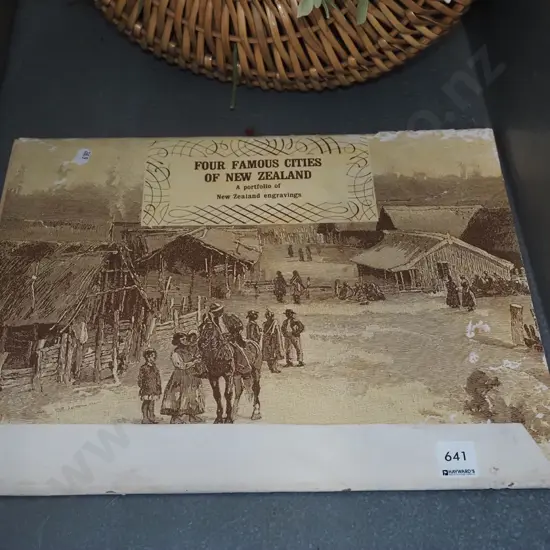 FOUR FAMOUS CITIES
OF NEW ZEALAND
A portfolio of
New Zealand engravings
641
HAYWARD'S